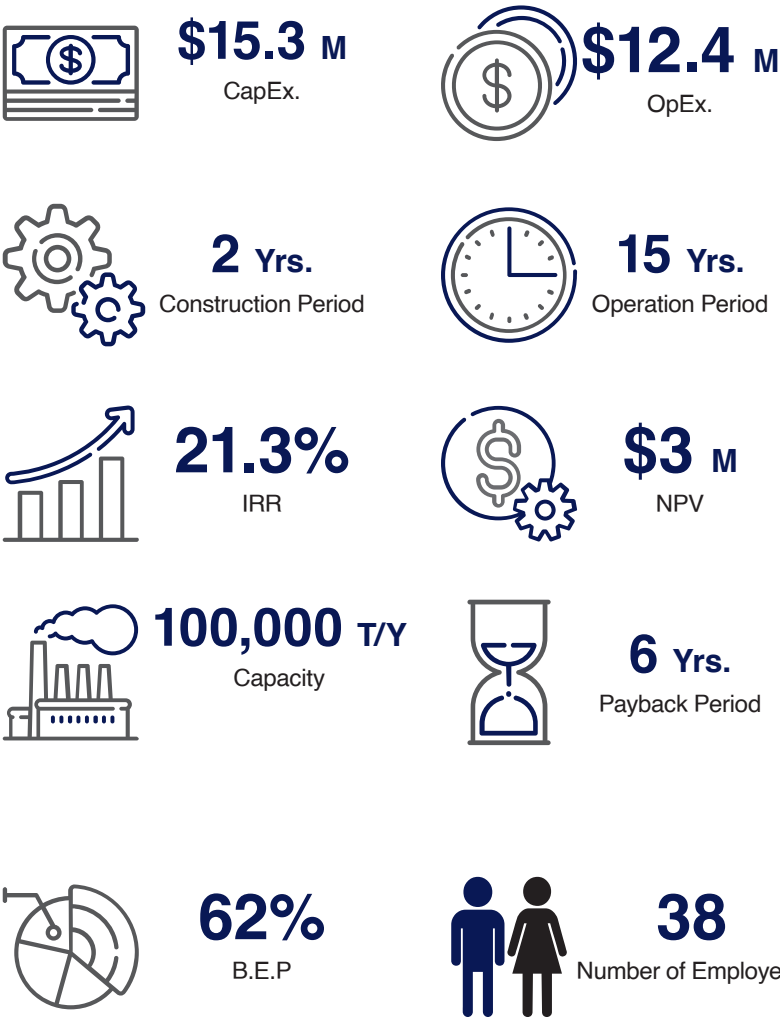 $15.3 M
CapEx.
$12.4 M
OpEx.
2 Yrs.
Construction Period
15 Yrs.
Operation Period
21.3%
IRR
$3 M
NPV
100,000 T/Y
Capacity
6 Yrs.
Payback Period
62%
B.E.P
38
Number of Employe